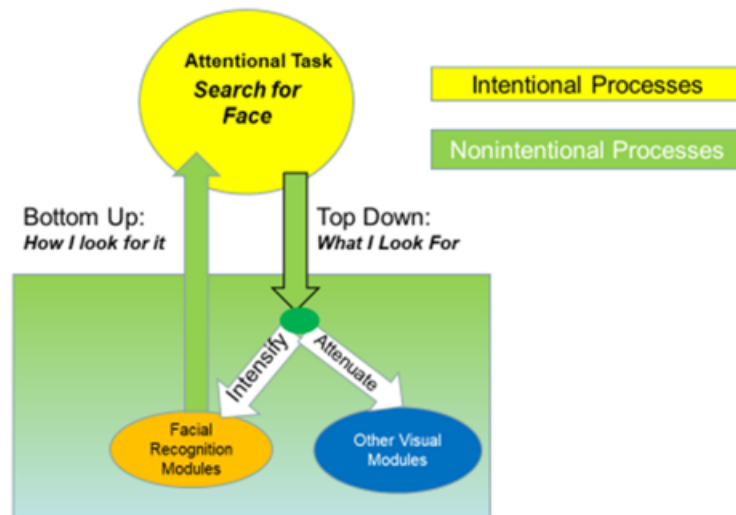 Attentional Task
Search for
Face
Intentional Processes
Nonintentional Processes
Bottom Up:
How I look for it
Top Down:
What I Look For
Intensify
Attenuate
Facial
Recognition
Modules
Other Visual
Modules